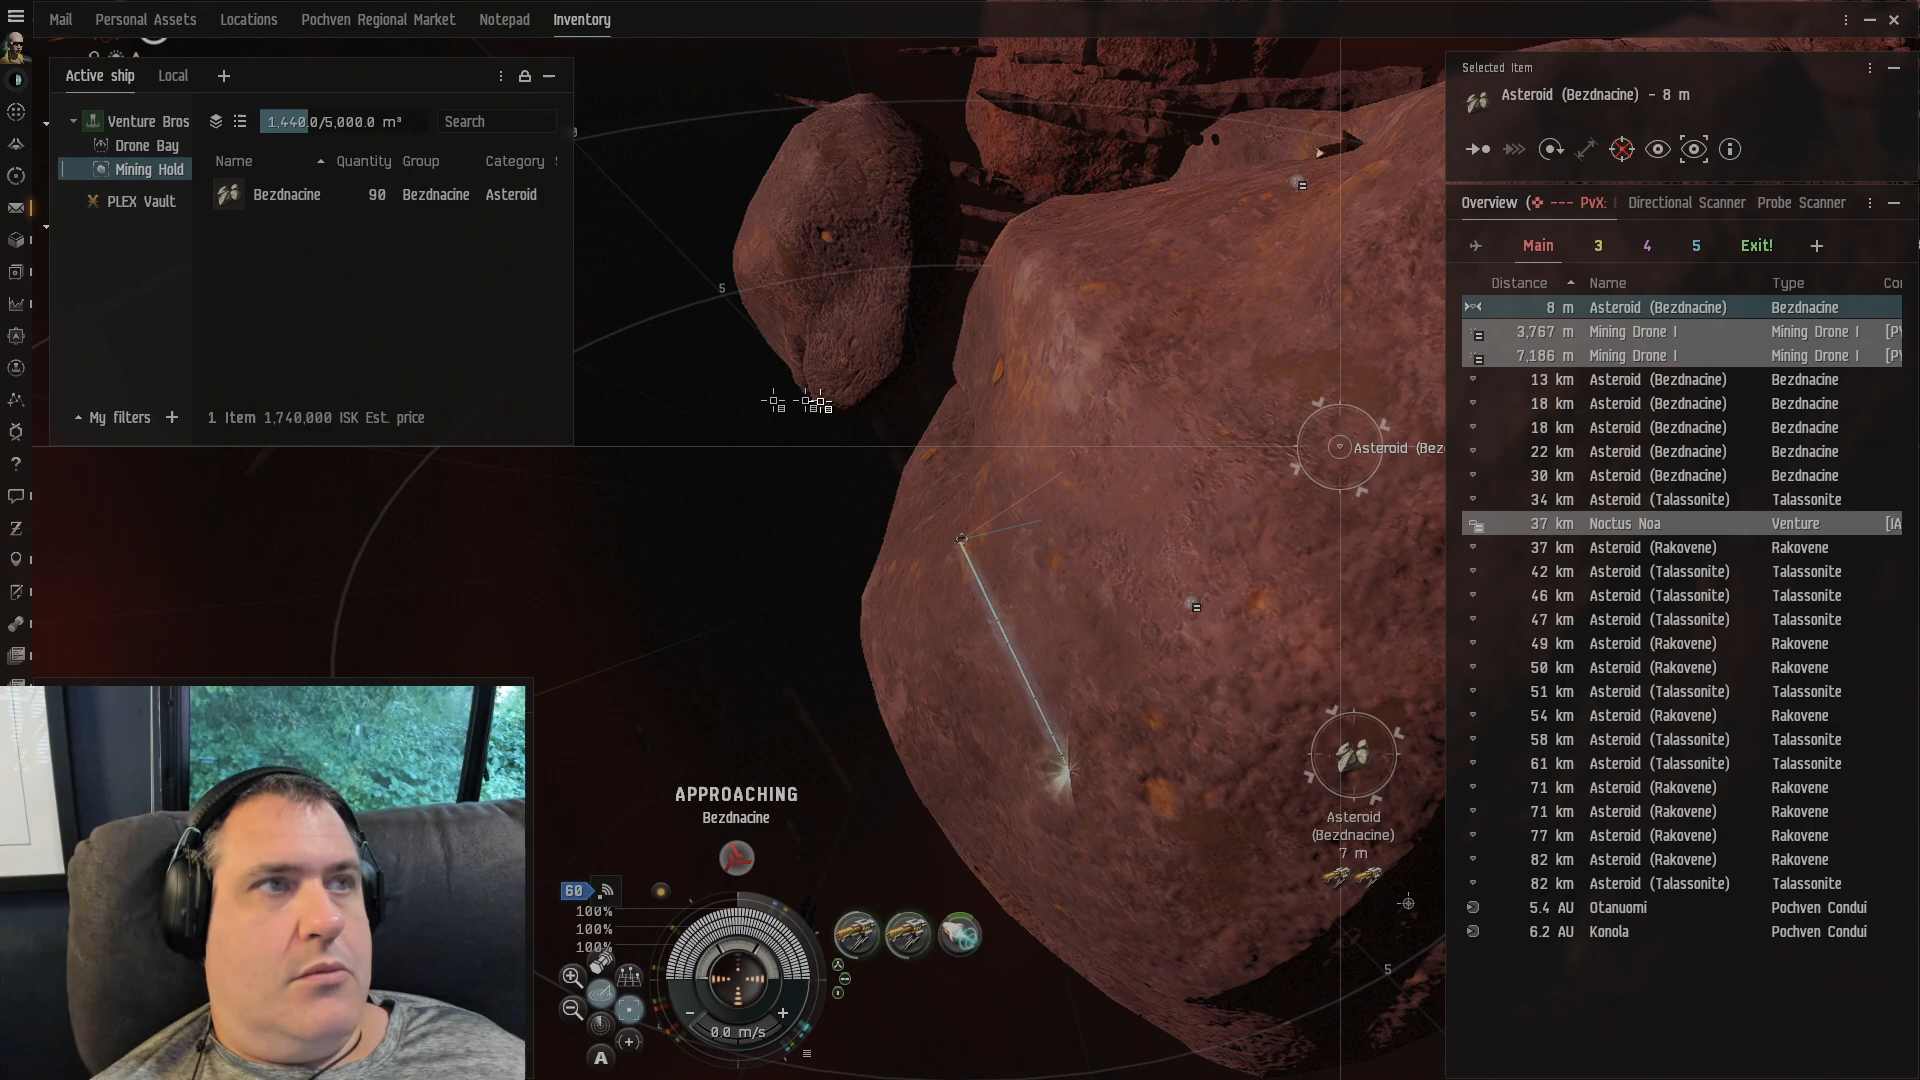 Mail Personal Assets Locations Pochven Regional Market Notepad Inventory
Active ship Local
Venture Bros
Drone Bay
Mining Hold
PLEX Vault
1,440.0/5,000.0 m³ Search
Name Quantity Group Category
Bezdnacine 90 Bezdnacine Asteroid
My filters 1 Item 1,740,000 ISK Est. price
5
Asteroid (Bez
Asteroid
(Bezdnacine)
7 m
5
APPROACHING
Bezdnacine
60
100%
100%
100%
0.0 m/s
A
Selected Item
Asteroid (Bezdnacine) - 8 m
Overview ( --- PvX: Directional Scanner Probe Scanner
Main 3 4 5 Exit!
Distance Name Type
8 m Asteroid (Bezdnacine) Bezdnacine
3,767 m Mining Drone I Mining Drone I
7,186 m Mining Drone I Mining Drone I
13 km Asteroid (Bezdnacine) Bezdnacine
18 km Asteroid (Bezdnacine) Bezdnacine
18 km Asteroid (Bezdnacine) Bezdnacine
22 km Asteroid (Bezdnacine) Bezdnacine
30 km Asteroid (Bezdnacine) Bezdnacine
34 km Asteroid (Talassonite) Talassonite
37 km Noctus Noa Venture [IA
37 km Asteroid (Rakovene) Rakovene
42 km Asteroid (Talassonite) Talassonite
46 km Asteroid (Talassonite) Talassonite
47 km Asteroid (Talassonite) Talassonite
49 km Asteroid (Rakovene) Rakovene
50 km Asteroid (Rakovene) Rakovene
51 km Asteroid (Talassonite) Talassonite
54 km Asteroid (Rakovene) Rakovene
58 km Asteroid (Talassonite) Talassonite
61 km Asteroid (Talassonite) Talassonite
71 km Asteroid (Rakovene) Rakovene
71 km Asteroid (Rakovene) Rakovene
77 km Asteroid (Rakovene) Rakovene
82 km Asteroid (Rakovene) Rakovene
82 km Asteroid (Talassonite) Talassonite
5.4 AU Otanuomi Pochven Condui
6.2 AU Konola Pochven Condui